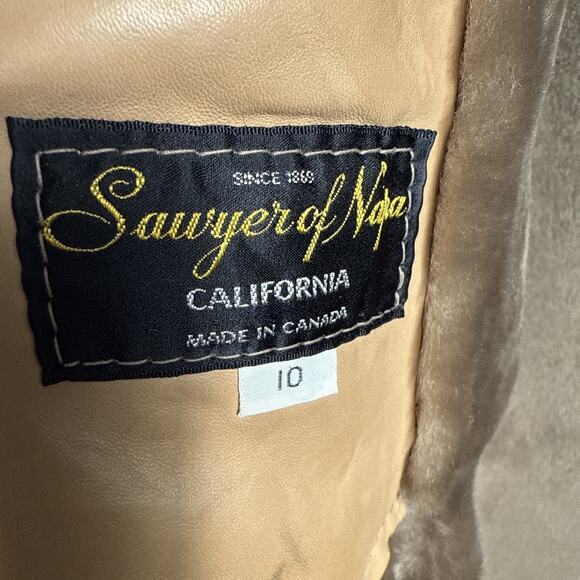 SINCE 1869
Sawyer of Napa
CALIFORNIA
MADE IN CANADA
10